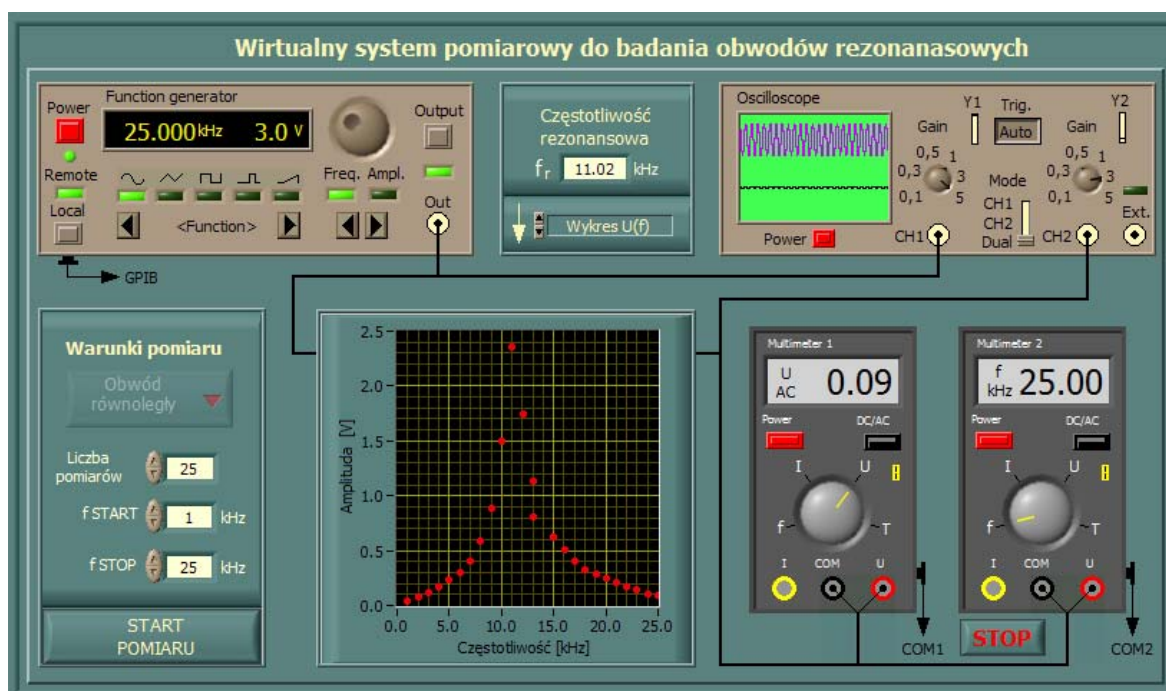 Wirtualny system pomiarowy do badania obwodów rezonanasowych
Function generator
Power
25.000 kHz 3.0 V
Output
Remote
Freq. Ampl.
Local
<Function>
Out
GPIB
Częstotliwość
rezonansowa
fr 11.02 kHz
Wykres U(f)
Oscilloscope
Y1 Trig. Y2
Gain Auto Gain
0,5 1 0,5 1
0,3 3 Mode 0,3 3
0,1 5 CH1 0,1 5
CH2
Dual
Ext.
Power CH1 CH2
Warunki pomiaru
Obwód
równoległy
Liczba
pomiarów 25
f START 1 kHz
f STOP 25 kHz
START
POMIARU
Amplituda [V]
2.5
2.0
1.5
1.0
0.5
0.0
0.0 5.0 10.0 15.0 20.0 25.0
Częstotliwość [kHz]
Multimeter 1
U
AC 0.09
Power DC/AC
I U
f T
I COM U
COM1
Multimeter 2
f
kHz 25.00
Power DC/AC
I U
f T
I COM U
STOP
COM2